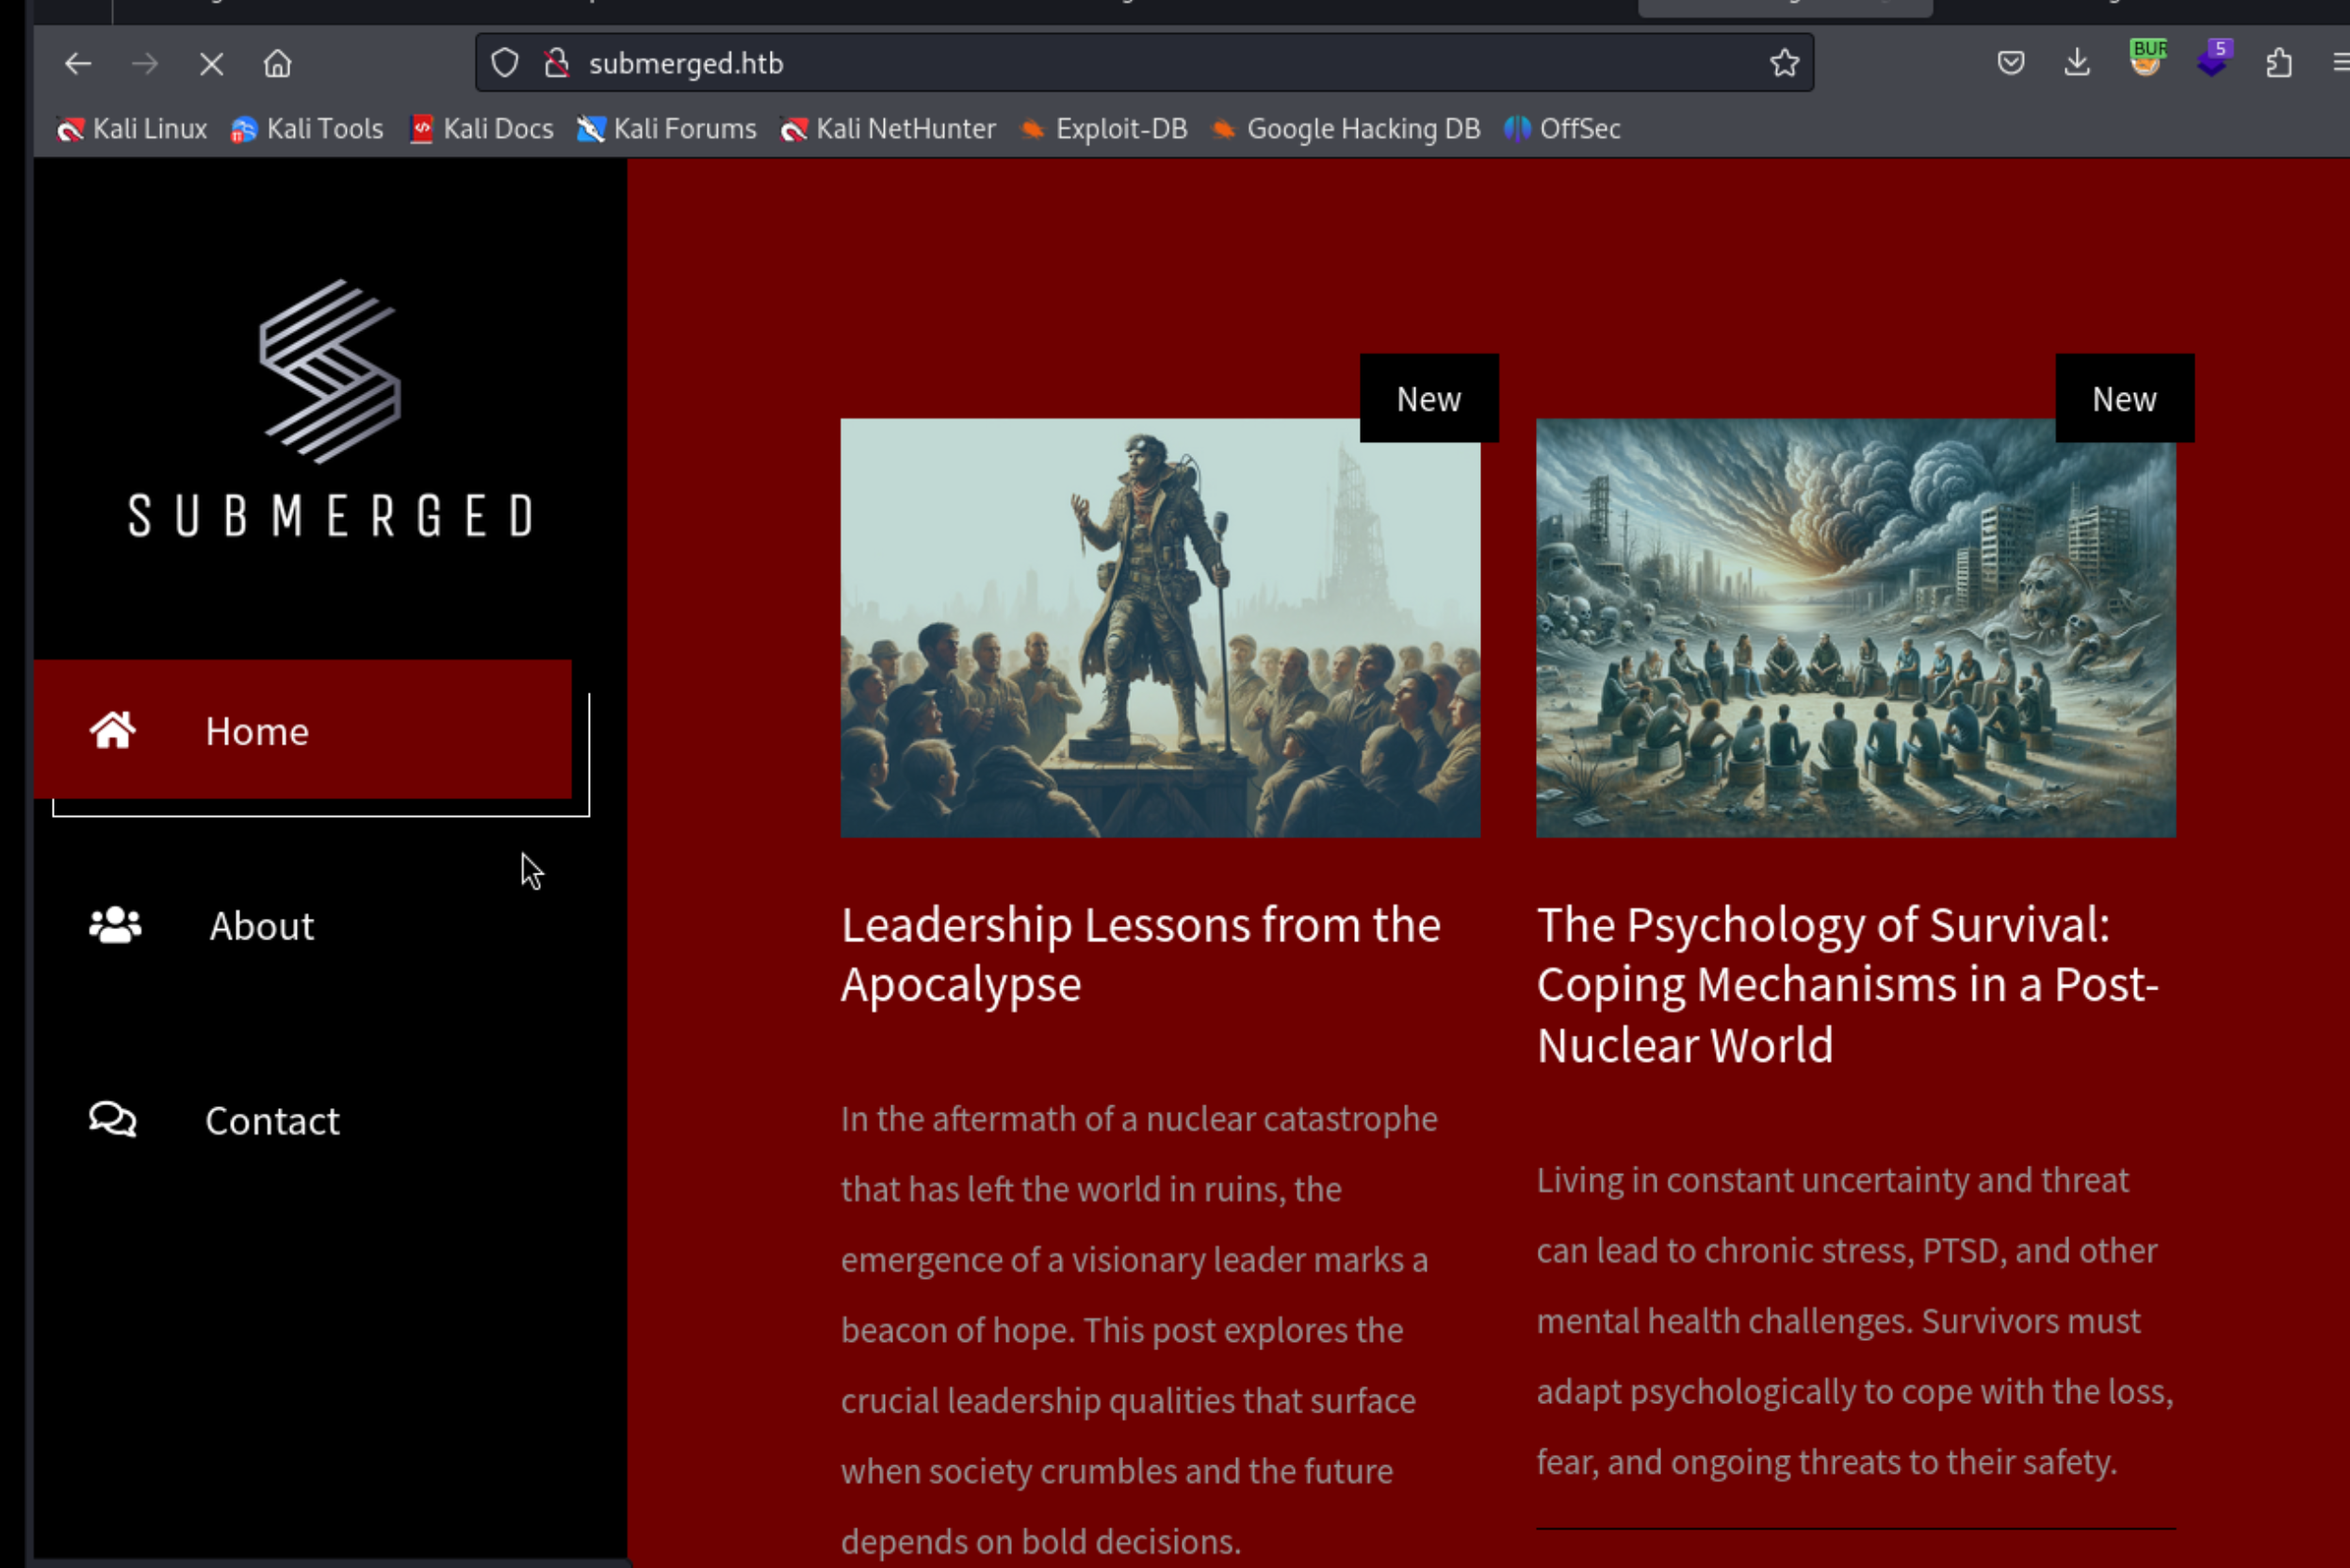 submerged.htb
BUR
5
Kali Linux
Kali Tools
Kali Docs
Kali Forums
Kali NetHunter
Exploit-DB
Google Hacking DB
OffSec
SUBMERGED
Home
About
Contact
New
Leadership Lessons from the
Apocalypse
In the aftermath of a nuclear catastrophe
that has left the world in ruins, the
emergence of a visionary leader marks a
beacon of hope. This post explores the
crucial leadership qualities that surface
when society crumbles and the future
depends on bold decisions.
New
The Psychology of Survival:
Coping Mechanisms in a Post-
Nuclear World
Living in constant uncertainty and threat
can lead to chronic stress, PTSD, and other
mental health challenges. Survivors must
adapt psychologically to cope with the loss,
fear, and ongoing threats to their safety.